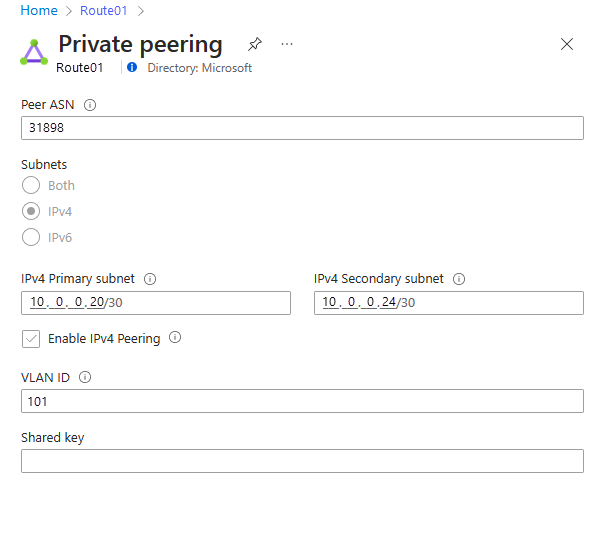 Home > Route01 >
Private peering ...
Route01 | Directory: Microsoft
Peer ASN
31898
Subnets
Both
IPv4
IPv6
IPv4 Primary subnet
IPv4 Secondary subnet
10 . 0 . 0 . 20/30
10 . 0 . 0 . 24/30
Enable IPv4 Peering
VLAN ID
101
Shared key